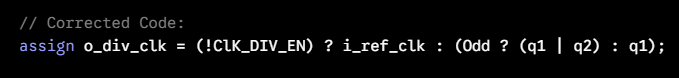 // Corrected Code:
assign o_div_clk = (!ClK_DIV_EN) ? i_ref_clk : (Odd ? (q1 | q2) : q1);